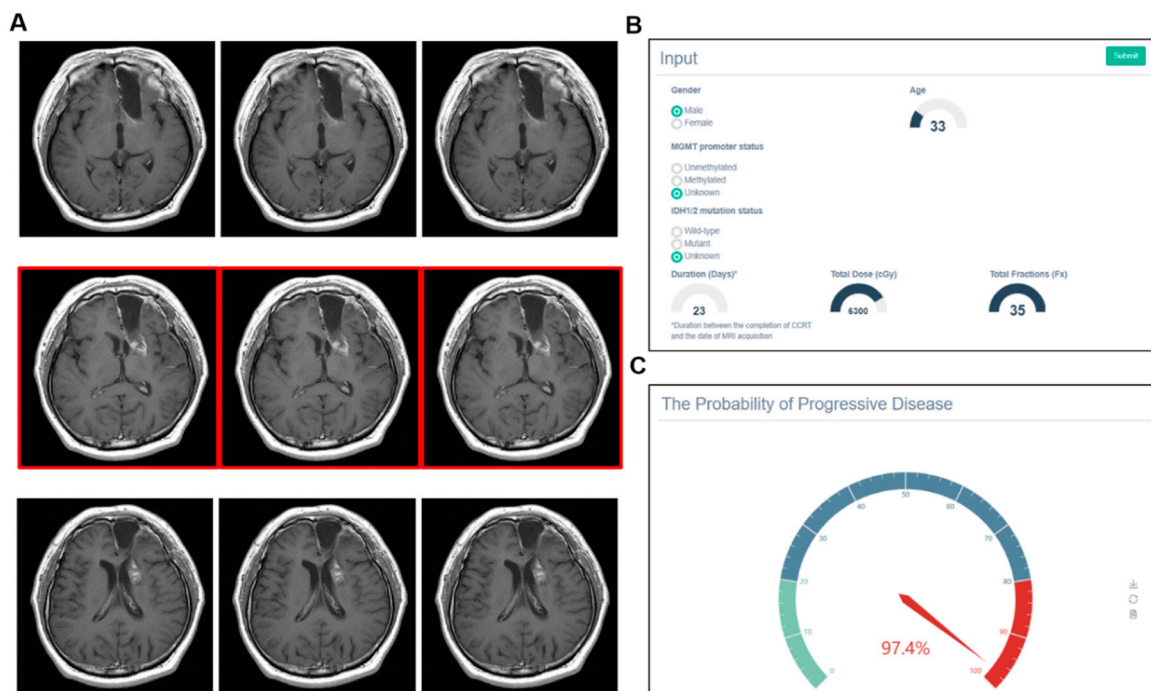 A
B
Input
Submit
Gender
Age
Male
Female
33
MGMT promoter status
Unmethylated
Methylated
Unknown
IDH1/2 mutation status
Wild-type
Mutant
Unknown
Duration (Days)*
Total Dose (cGy)
Total Fractions (Fx)
23
6300
35
*Duration between the completion of CCRT
and the date of MRI acquisition
C
The Probability of Progressive Disease
0
10
20
30
40
50
60
70
80
90
100
97.4%